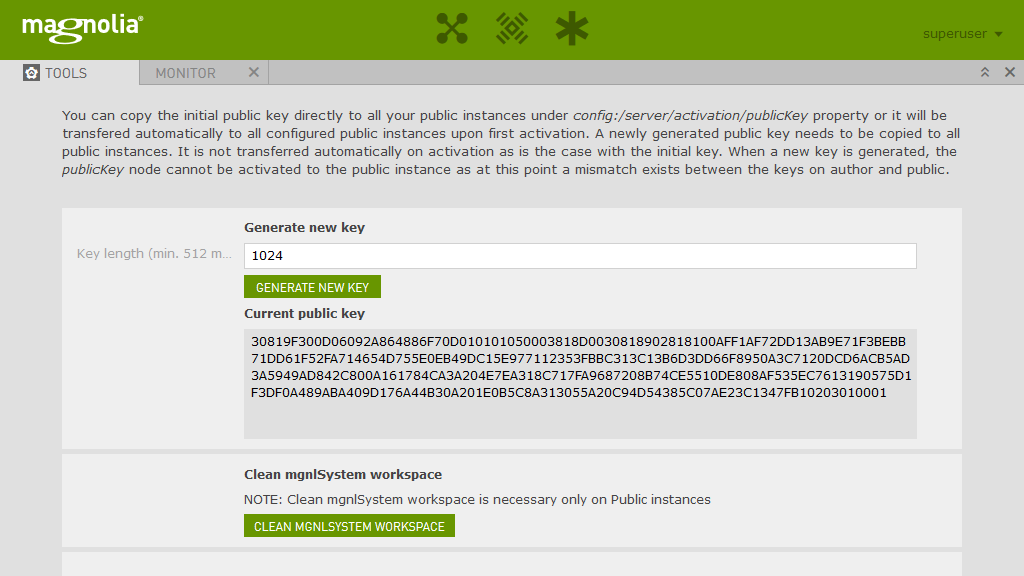 magnolia®
superuser
TOOLS
MONITOR
You can copy the initial public key directly to all your public instances under config:/server/activation/publicKey property or it will be
transfered automatically to all configured public instances upon first activation. A newly generated public key needs to be copied to all
public instances. It is not transferred automatically on activation as is the case with the initial key. When a new key is generated, the
publicKey node cannot be activated to the public instance as at this point a mismatch exists between the keys on author and public.
Generate new key
Key length (min. 512 m...
1024
GENERATE NEW KEY
Current public key
30819F300D06092A864886F70D010101050003818D0030818902818100AFF1AF72DD13AB9E71F3BEBB
71DD61F52FA714654D755E0EB49DC15E977112353FBBC313C13B6D3DD66F8950A3C7120DCD6ACB5AD
3A5949AD842C800A161784CA3A204E7EA318C717FA9687208B74CE5510DE808AF535EC7613190575D1
F3DF0A489ABA409D176A44B30A201E0B5C8A313055A20C94D54385C07AE23C1347FB10203010001
Clean mgnlSystem workspace
NOTE: Clean mgnlSystem workspace is necessary only on Public instances
CLEAN MGNLSYSTEM WORKSPACE